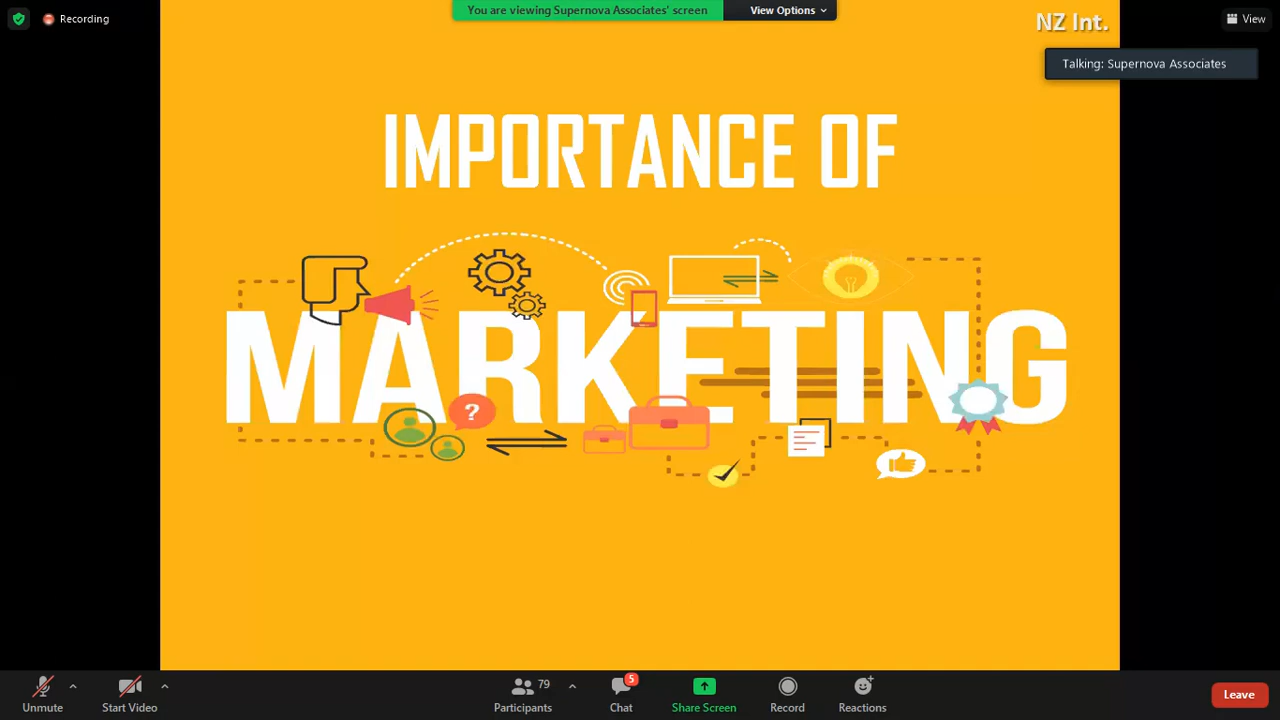 You are viewing Supernova Associates' screen
View Options
Recording
NZ Int.
View
Talking: Supernova Associates
IMPORTANCE OF
MARKETING
?
Unmute
Start Video
79
Participants
5
Chat
Share Screen
Record
Reactions
Leave